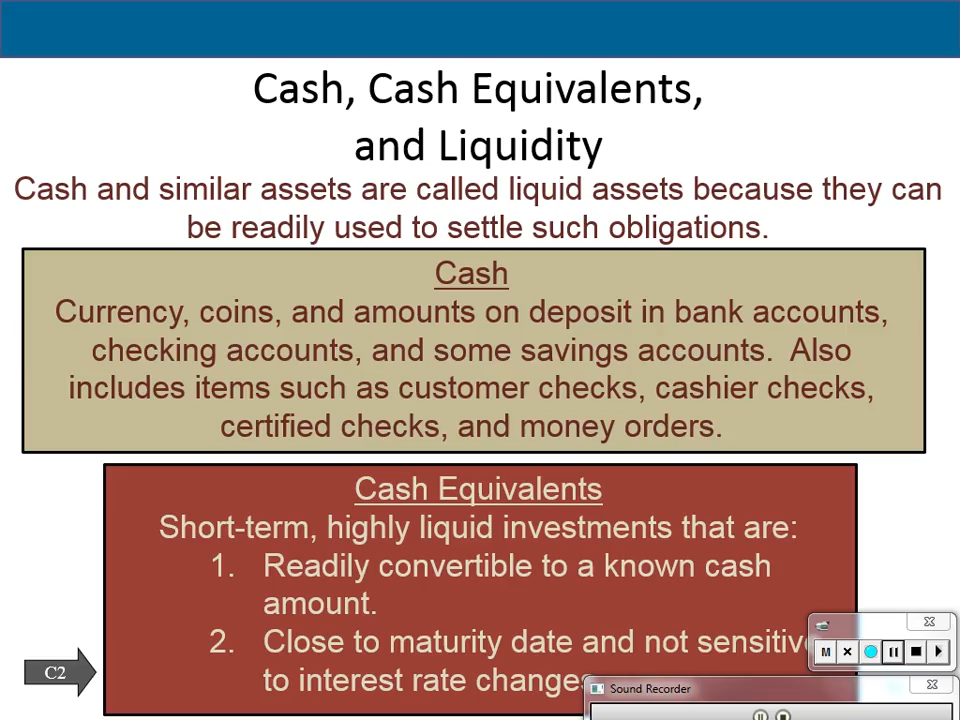 Cash, Cash Equivalents,
and Liquidity
Cash and similar assets are called liquid assets because they can
be readily used to settle such obligations.
Cash
Currency, coins, and amounts on deposit in bank accounts,
checking accounts, and some savings accounts. Also
includes items such as customer checks, cashier checks,
certified checks, and money orders.
Cash Equivalents
Short-term, highly liquid investments that are:
1. Readily convertible to a known cash
amount.
2. Close to maturity date and not sensitive
to interest rate changes
C2
M
Sound Recorder